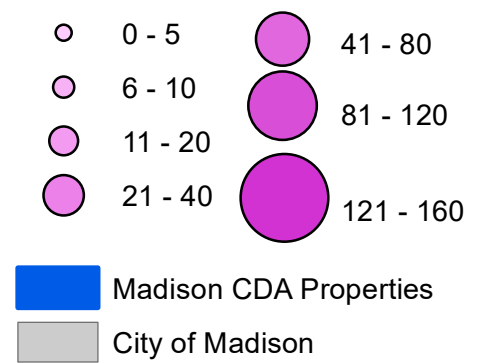 0 - 5
6 - 10
11 - 20
21 - 40
41 - 80
81 - 120
121 - 160
Madison CDA Properties
City of Madison